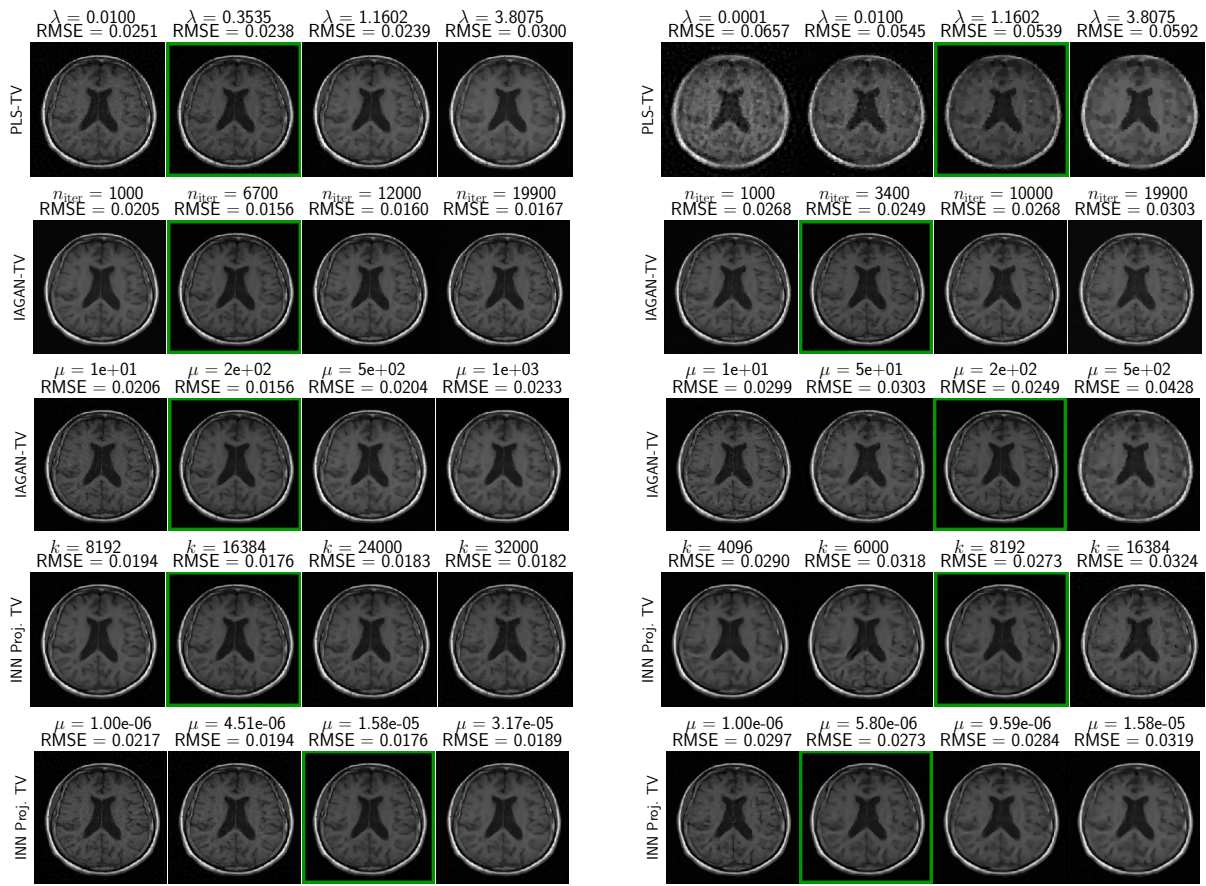 λ = 0.0100 λ = 0.3535 λ = 1.1602 λ = 3.8075
RMSE = 0.0251 RMSE = 0.0238 RMSE = 0.0239 RMSE = 0.0300
PLS-TV
n_iter = 1000 n_iter = 6700 n_iter = 12000 n_iter = 19900
RMSE = 0.0205 RMSE = 0.0156 RMSE = 0.0160 RMSE = 0.0167
IAGAN-TV
μ = 1e+01 μ = 2e+02 μ = 5e+02 μ = 1e+03
RMSE = 0.0206 RMSE = 0.0156 RMSE = 0.0204 RMSE = 0.0233
IAGAN-TV
k = 8192 k = 16384 k = 24000 k = 32000
RMSE = 0.0194 RMSE = 0.0176 RMSE = 0.0183 RMSE = 0.0182
INN Proj. TV
μ = 1.00e-06 μ = 4.51e-06 μ = 1.58e-05 μ = 3.17e-05
RMSE = 0.0217 RMSE = 0.0194 RMSE = 0.0176 RMSE = 0.0189
INN Proj. TV
λ = 0.0001 λ = 0.0100 λ = 1.1602 λ = 3.8075
RMSE = 0.0657 RMSE = 0.0545 RMSE = 0.0539 RMSE = 0.0592
PLS-TV
n_iter = 1000 n_iter = 3400 n_iter = 10000 n_iter = 19900
RMSE = 0.0268 RMSE = 0.0249 RMSE = 0.0268 RMSE = 0.0303
IAGAN-TV
μ = 1e+01 μ = 5e+01 μ = 2e+02 μ = 5e+02
RMSE = 0.0299 RMSE = 0.0303 RMSE = 0.0249 RMSE = 0.0428
IAGAN-TV
k = 4096 k = 6000 k = 8192 k = 16384
RMSE = 0.0290 RMSE = 0.0318 RMSE = 0.0273 RMSE = 0.0324
INN Proj. TV
μ = 1.00e-06 μ = 5.80e-06 μ = 9.59e-06 μ = 1.58e-05
RMSE = 0.0297 RMSE = 0.0273 RMSE = 0.0284 RMSE = 0.0319
INN Proj. TV